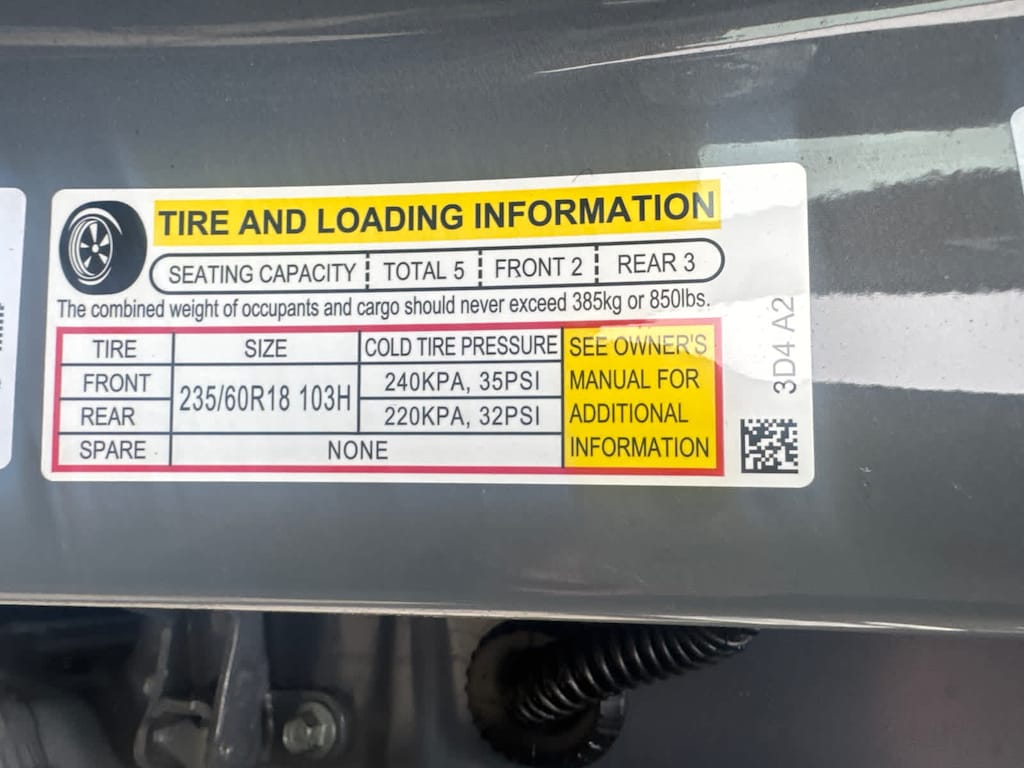 TIRE AND LOADING INFORMATION
SEATING CAPACITY TOTAL 5 FRONT 2 REAR 3
The combined weight of occupants and cargo should never exceed 385kg or 850lbs.
TIRE SIZE COLD TIRE PRESSURE
FRONT 235/60R18 103H 240KPA, 35PSI
REAR 220KPA, 32PSI
SPARE NONE
SEE OWNER'S
MANUAL FOR
ADDITIONAL
INFORMATION
3D4 A2